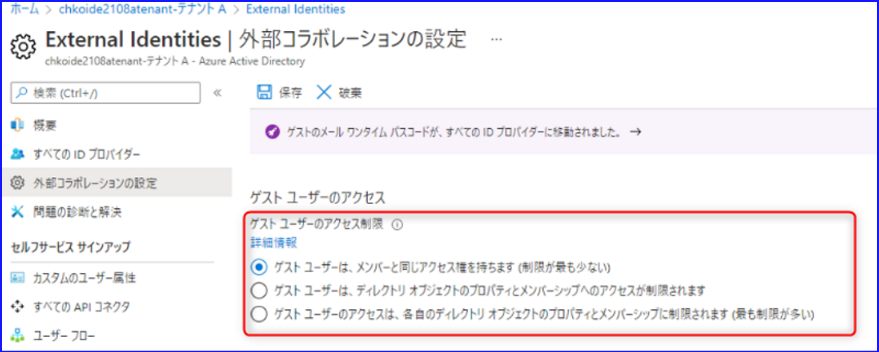 ホーム > chkoide2108atenant-テナント A > External Identities
External Identities | 外部コラボレーションの設定 …
chkoide2108atenant-テナント A - Azure Active Directory
検索 (Ctrl+/)
«
保存
破棄
概要
すべての ID プロバイダー
外部コラボレーションの設定
問題の診断と解決
セルフサービス サインアップ
カスタムのユーザー属性
すべての API コネクタ
ユーザー フロー
ゲストのメール ワンタイム パスコードが、すべての ID プロバイダーに移動されました。 →
ゲスト ユーザーのアクセス
ゲスト ユーザーのアクセス制限
詳細情報
ゲスト ユーザーは、メンバーと同じアクセス権を持ちます (制限が最も少ない)
ゲスト ユーザーは、ディレクトリ オブジェクトのプロパティとメンバーシップへのアクセスが制限されます
ゲスト ユーザーのアクセスは、各自のディレクトリ オブジェクトのプロパティとメンバーシップに制限されます (最も制限が多い)